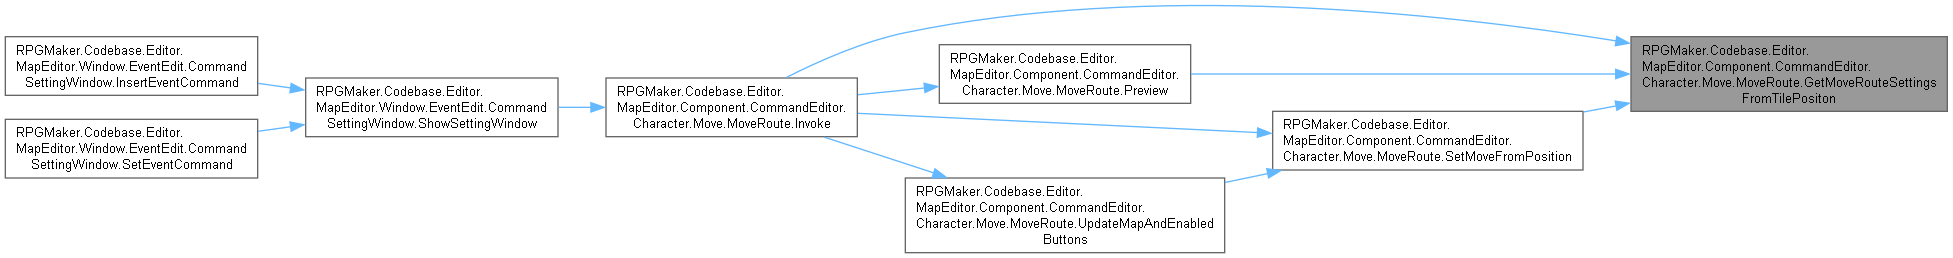 RPGMaker.Codebase.Editor.
MapEditor.Window.EventEdit.Command
SettingWindow.InsertEventCommand
RPGMaker.Codebase.Editor.
MapEditor.Window.EventEdit.Command
SettingWindow.SetEventCommand
RPGMaker.Codebase.Editor.
MapEditor.Window.EventEdit.Command
SettingWindow.ShowSettingWindow
RPGMaker.Codebase.Editor.
MapEditor.Component.CommandEditor.
Character.Move.MoveRoute.Invoke
RPGMaker.Codebase.Editor.
MapEditor.Component.CommandEditor.
Character.Move.MoveRoute.Preview
RPGMaker.Codebase.Editor.
MapEditor.Component.CommandEditor.
Character.Move.MoveRoute.UpdateMapAndEnabled
Buttons
RPGMaker.Codebase.Editor.
MapEditor.Component.CommandEditor.
Character.Move.MoveRoute.SetMoveFromPosition
RPGMaker.Codebase.Editor.
MapEditor.Component.CommandEditor.
Character.Move.MoveRoute.GetMoveRouteSettings
FromTilePositon